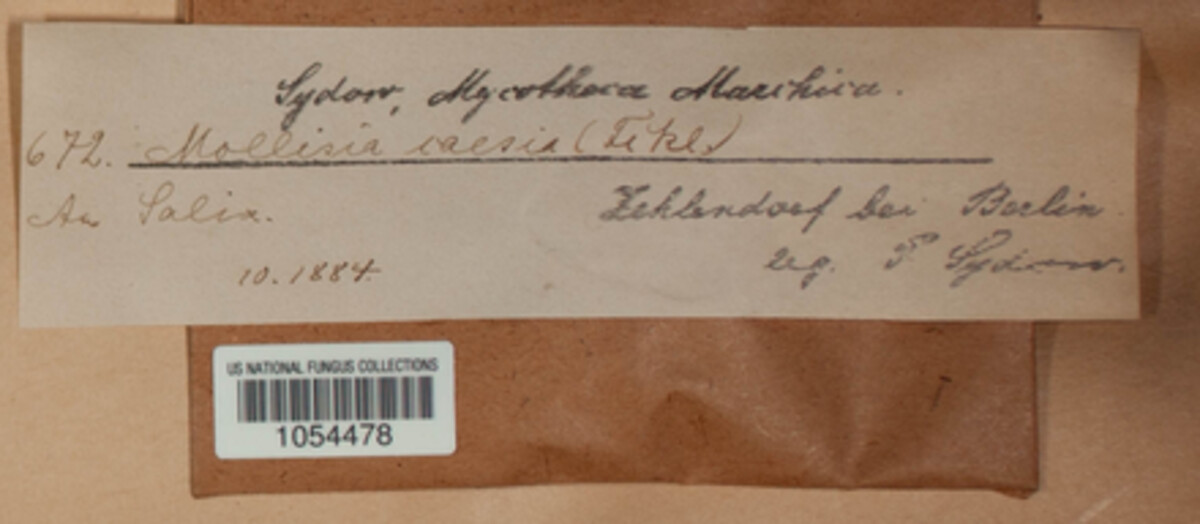 Sydow, Mycotheca Marchica.
672. Mollisia caesia (Fckl.)
An Salix. Zehlendorf bei Berlin.
10.1884. leg. P. Sydow.
US NATIONAL FUNGUS COLLECTIONS
1054478